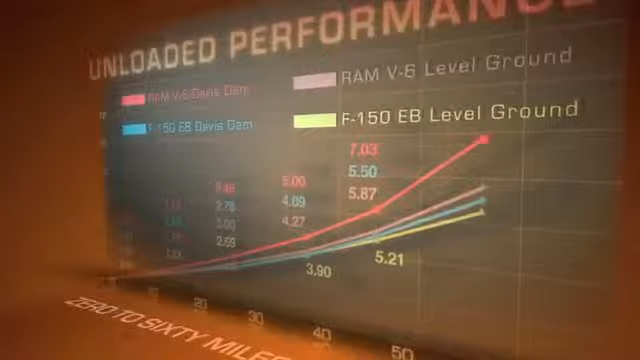 UNLOADED PERFORMANCE
RAM V-6 Davis Dam
RAM V-6 Level Ground
F-150 EB Davis Dam
F-150 EB Level Ground
7.03
5.00
5.50
2.78
4.09
5.87
3.00
4.27
2.69
3.90
5.21
10
20
30
40
50
ZERO TO SIXTY MILES